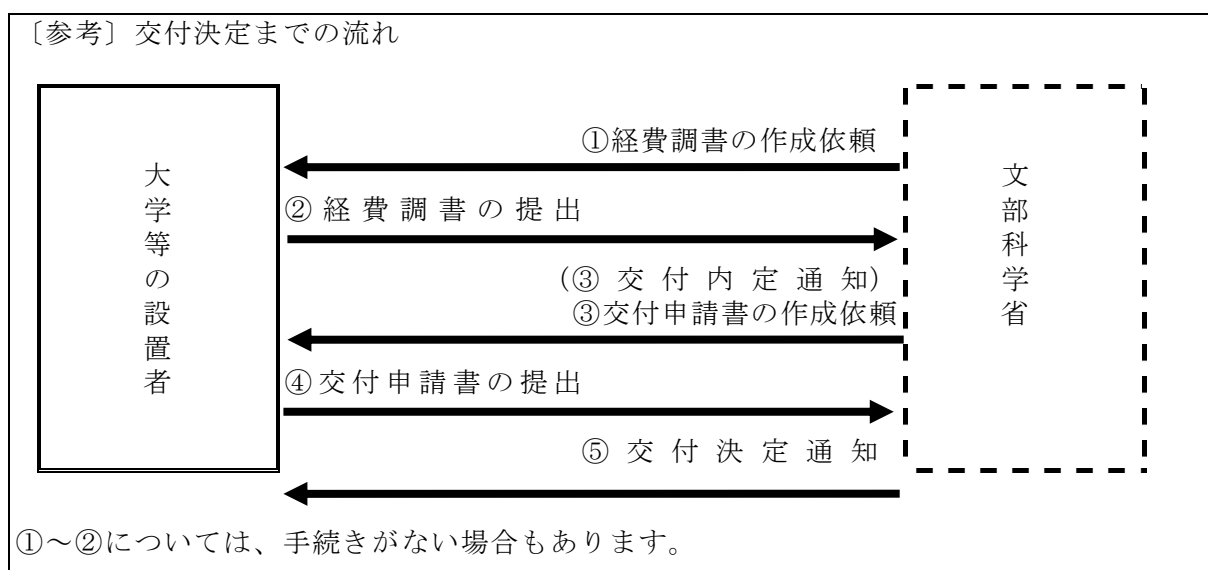 〔参考〕交付決定までの流れ
①経費調書の作成依頼
大学等の設置者
文部科学省
②経費調書の提出
(③交付内定通知)
③交付申請書の作成依頼
④交付申請書の提出
⑤交付決定通知
①～②については、手続きがない場合もあります。